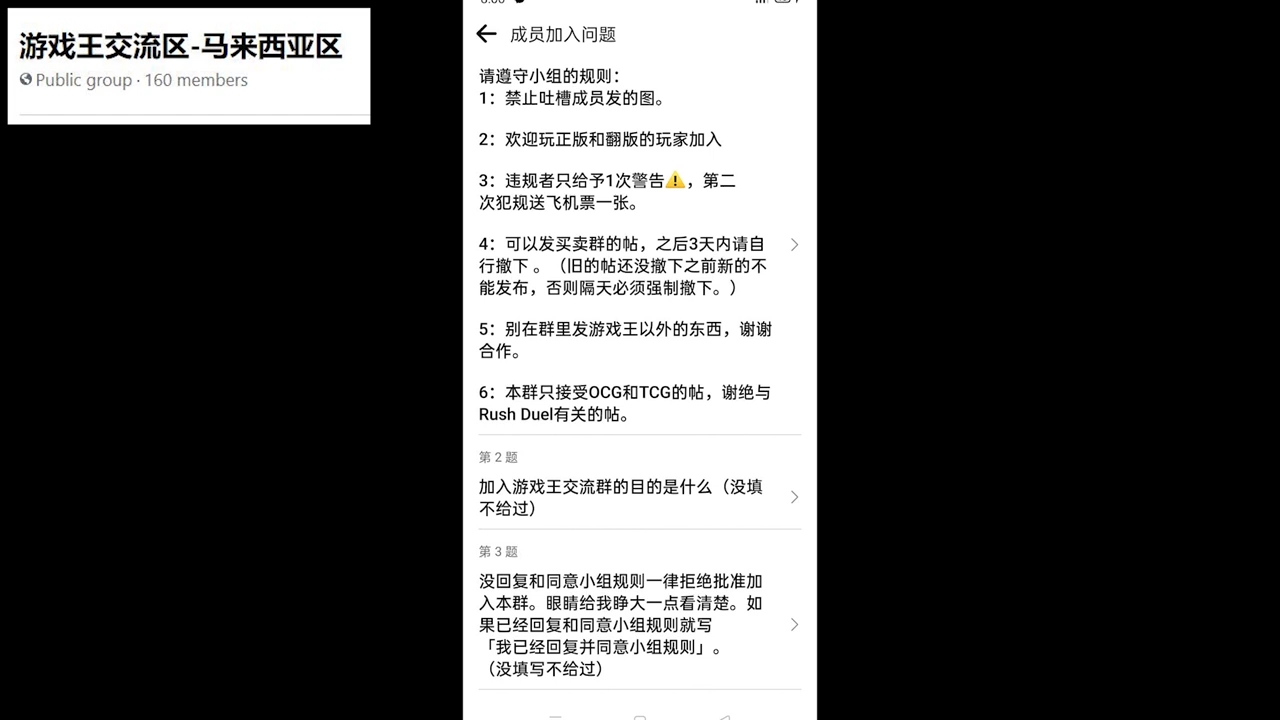 游戏王交流区-马来西亚区
Public group · 160 members
成员加入问题
请遵守小组的规则：
1：禁止吐槽成员发的图。
2：欢迎玩正版和翻版的玩家加入
3：违规者只给予1次警告⚠️，第二
次犯规送飞机票一张。
4：可以发买卖群的帖，之后3天内请自
行撤下 。（旧的帖还没撤下之前新的不
能发布，否则隔天必须强制撤下。）
5：别在群里发游戏王以外的东西，谢谢
合作。
6：本群只接受OCG和TCG的帖，谢绝与
Rush Duel有关的帖。
第 2 题
加入游戏王交流群的目的是什么（没填
不给过）
第 3 题
没回复和同意小组规则一律拒绝批准加
入本群。眼睛给我睁大一点看清楚。如
果已经回复和同意小组规则就写
「我已经回复并同意小组规则」。
（没填写不给过）